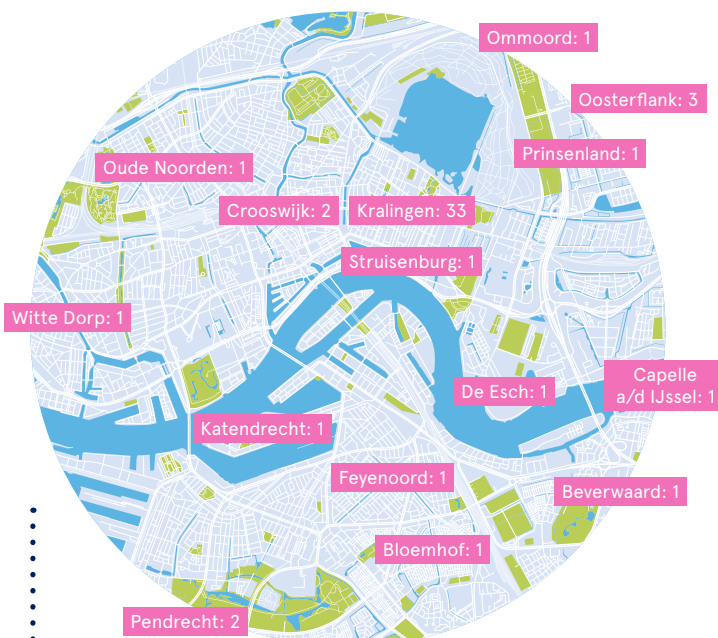 Ommoord: 1
Oosterflank: 3
Prinsenland: 1
Oude Noorden: 1
Crooswijk: 2
Kralingen: 33
Struisenburg: 1
Witte Dorp: 1
De Esch: 1
Capelle
a/d IJssel: 1
Katendrecht: 1
Feyenoord: 1
Beverwaard: 1
Bloemhof: 1
Pendrecht: 2